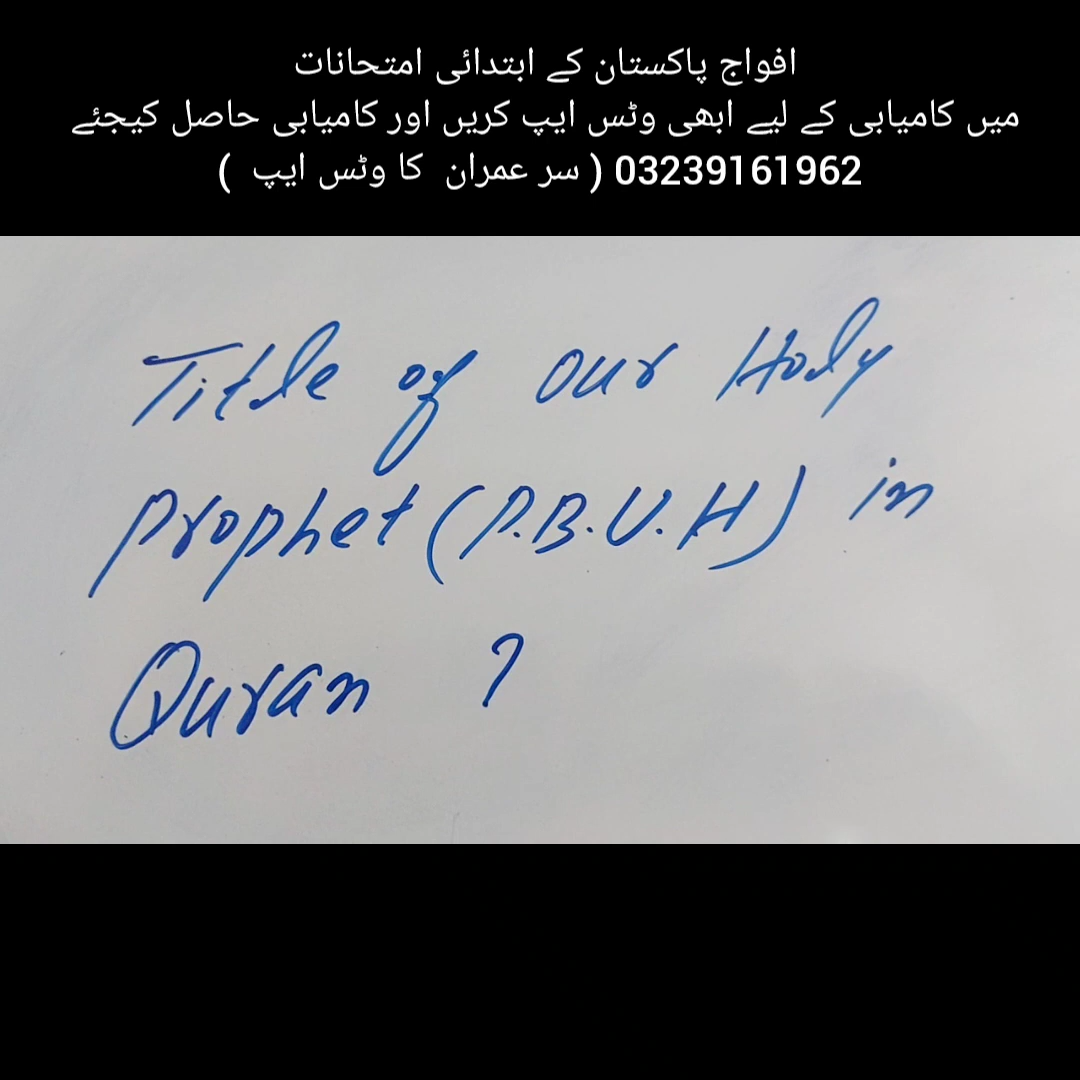 افواج پاکستان کے ابتدائی امتحانات
میں کامیابی کے لیے ابھی وٹس ایپ کریں اور کامیابی حاصل کیجئے
03239161962 ( سر عمران کا وٹس ایپ )
Title of our Holy
prophet (P.B.U.H) in
Quran ?